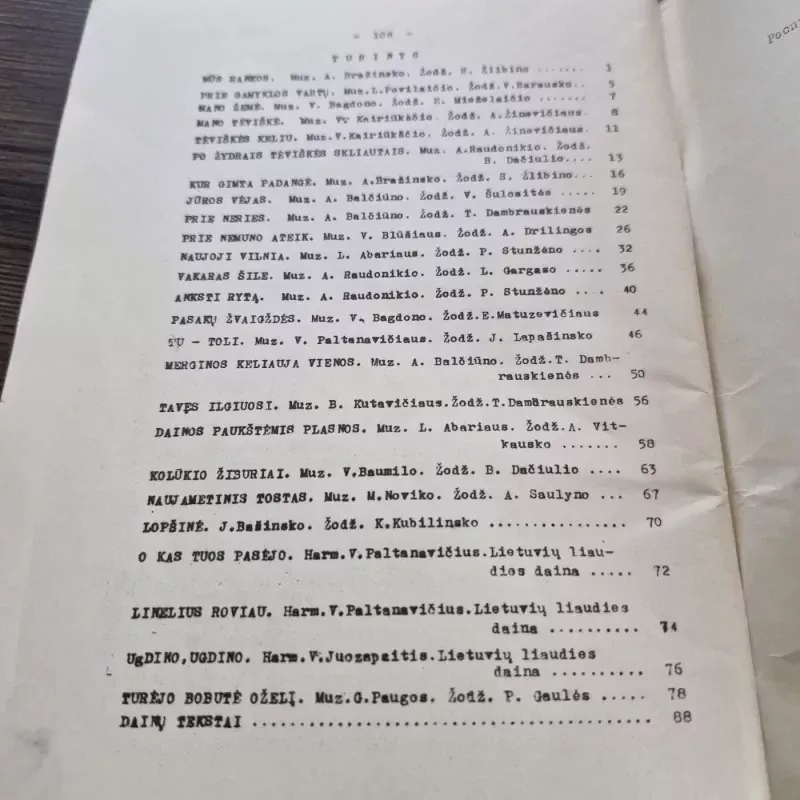 - 108 -
TURINYS
MŪS RANKOS. Muz. A. Bražinsko. Žodž. S. Žlibino ....... 3
PRIE GAMYKLOS VARTŲ. Muz.L.Povilaičio. Žodž.V.Barausko.. 5
MANO ŽEMĖ. Muz. V. Bagdono. Žodž. E. Mieželaičio ....... 7
MANO TĖVIŠKĖ. Muz. V. Kairiūkščio Žodž. A.Žinavičiaus. 8
TĖVIŠKĖS KELIU. Muz.V.Kairiūkščio. Žodž. A. Žinavičiaus. 11
PO ŽYDRAIS TĖVIŠKĖS SKLIAUTAIS. Muz. A.Raudonikio. Žodž.
B. Dačiulio.... 13
KUR GIMTA PADANGĖ. Muz. A.Bražinsko. Žodž. S. Žlibino .... 16
JŪROS VĖJAS. Muz. A. Balčiūno. Žodž. V. Šulcaitės ..... 19
PRIE NERIES. Muz. A. Balčiūno. Žodž. T. Dambrauskienės 22
PRIE NEMUNO ATEIK. Muz. V. Blūšiaus. Žodž. A. Drilingos 26
NAUJOJI VILNIA. Muz. L. Abariaus. Žodž. P. Stunžėno .... 32
VAKARAS ŠILE. Muz. A. Raudonikio. Žodž. L. Gargaso ..... 36
ANKSTI RYTĄ. Muz. A. Raudonikio. Žodž. P. Stunžėno .... 40
PASAKŲ ŽVAIGŽDĖS. Muz. V. Bagdono. Žodž.E.Matuzevičiaus 44
TU - TOLI. Muz. V. Paltanavičiaus. Žodž. J. Lapašinsko 46
MERGINOS KELIAUJA VIENOS. Muz. A. Balčiūno. Žodž.T. Damb-
rauskienės ... 50
TAVĘS ILGIUOSI. Muz. B. Kutavičiaus.Žodž.T.Dambrauskienės 56
DAINOS PAUKŠTĖMIS PLASNOS. Muz. L. Abariaus. Žodž.A. Vit-
kausko ....... 58
KOLŪKIO ŽIBURIAI. Muz. V.Baumilo. Žodž. B. Dačiulio .... 63
NAUJAMETINIS TOSTAS. Muz. M.Noviko. Žodž. A. Saulyno ... 67
LOPŠINĖ. J.Bašinsko. Žodž. K.Kubilinsko ................ 70
O KAS TUOS PASĖJO. Harm.V.Paltanavičius.Lietuvių liau-
dies daina ..... 72
LINELIUS ROVIAU. Harm.V.Paltanavičius.Lietuvių liaudies
daina .......... 74
UgDINO,UGDINO. Harm.V.Juozapaitis.Lietuvių liaudies
daina .......... 76
TURĖJO BOBUTĖ OŽELĮ. Muz.G.Paugos. Žodž. P. Gaulės ..... 78
DAINŲ TEKSTAI .......................................... 88